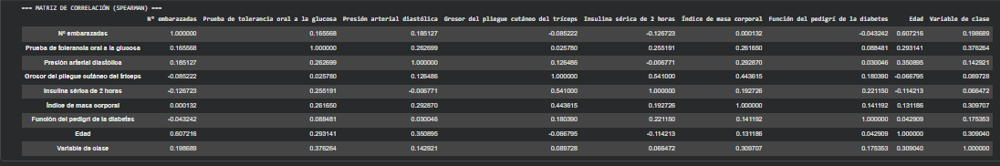 === MATRIZ DE CORRELACIÓN (SPEARMAN) ===
Nº embarazadas Prueba de tolerancia oral a la glucosa Presión arterial diastólica Grosor del pliegue cutáneo del tríceps Insulina sérica de 2 horas Índice de masa corporal Función del pedigrí de la diabetes Edad Variable de clase
Nº embarazadas 1.000000 0.165568 0.185127 -0.085222 -0.126723 0.000132 -0.043242 0.607216 0.198689
Prueba de tolerancia oral a la glucosa 0.165568 1.000000 0.262699 0.025780 0.255191 0.261650 0.088481 0.293141 0.376264
Presión arterial diastólica 0.185127 0.262699 1.000000 0.126486 -0.006771 0.292870 0.030046 0.350895 0.142921
Grosor del pliegue cutáneo del tríceps -0.085222 0.025780 0.126486 1.000000 0.541000 0.443615 0.180390 -0.066795 0.089728
Insulina sérica de 2 horas -0.126723 0.255191 -0.006771 0.541000 1.000000 0.192726 0.221150 -0.114213 0.066472
Índice de masa corporal 0.000132 0.261650 0.292870 0.443615 0.192726 1.000000 0.141192 0.131186 0.309707
Función del pedigrí de la diabetes -0.043242 0.088481 0.030046 0.180390 0.221150 0.141192 1.000000 0.042909 0.175353
Edad 0.607216 0.293141 0.350895 -0.066795 -0.114213 0.131186 0.042909 1.000000 0.309040
Variable de clase 0.198689 0.376264 0.142921 0.089728 0.066472 0.309707 0.175353 0.309040 1.000000